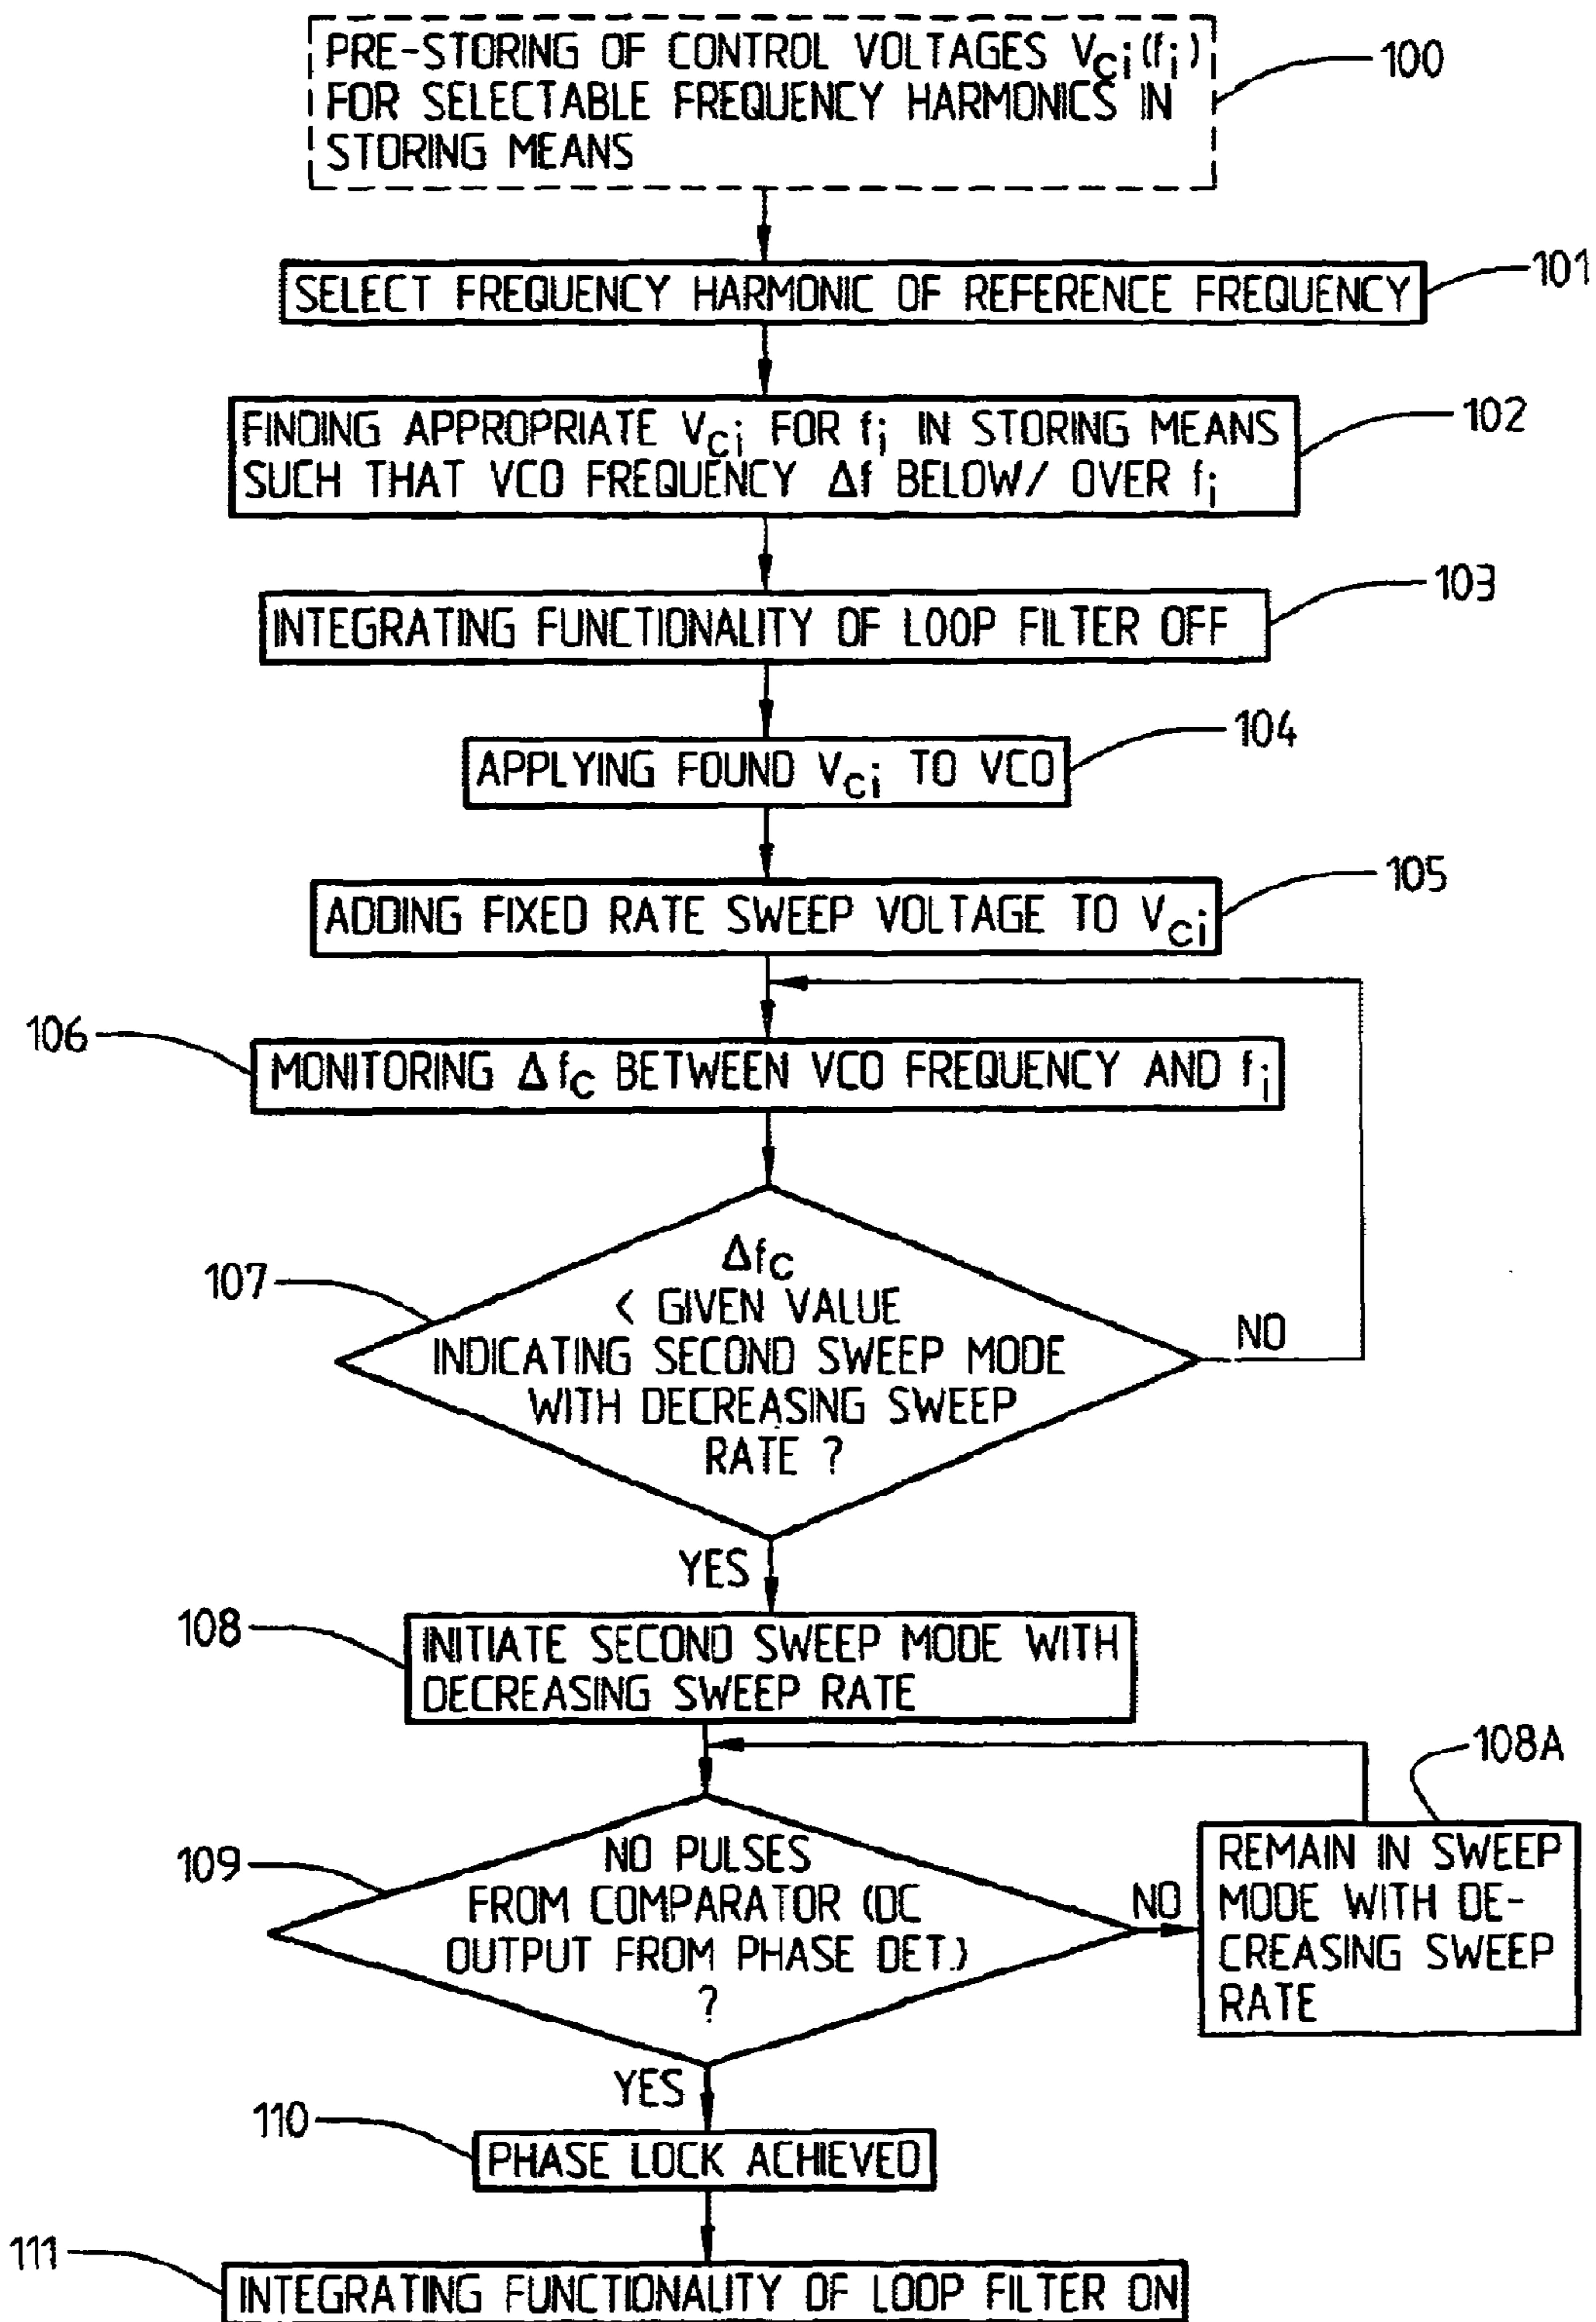 PRE-STORING OF CONTROL VOLTAGES Vci(fi)
FOR SELECTABLE FREQUENCY HARMONICS IN
STORING MEANS
100
SELECT FREQUENCY HARMONIC OF REFERENCE FREQUENCY
101
FINDING APPROPRIATE Vci FOR fi IN STORING MEANS
SUCH THAT VCO FREQUENCY Δf BELOW/ OVER fi
102
INTEGRATING FUNCTIONALITY OF LOOP FILTER OFF
103
APPLYING FOUND Vci TO VCO
104
ADDING FIXED RATE SWEEP VOLTAGE TO Vci
105
106
MONITORING Δfc BETWEEN VCO FREQUENCY AND fi
107
Δfc
< GIVEN VALUE
INDICATING SECOND SWEEP MODE
WITH DECREASING SWEEP
RATE ?
NO
YES
108
INITIATE SECOND SWEEP MODE WITH
DECREASING SWEEP RATE
108A
109
NO PULSES
FROM COMPARATOR (DC
OUTPUT FROM PHASE DET.)
?
NO
REMAIN IN SWEEP
MODE WITH DE-
CREASING SWEEP
RATE
YES
110
PHASE LOCK ACHIEVED
111
INTEGRATING FUNCTIONALITY OF LOOP FILTER ON